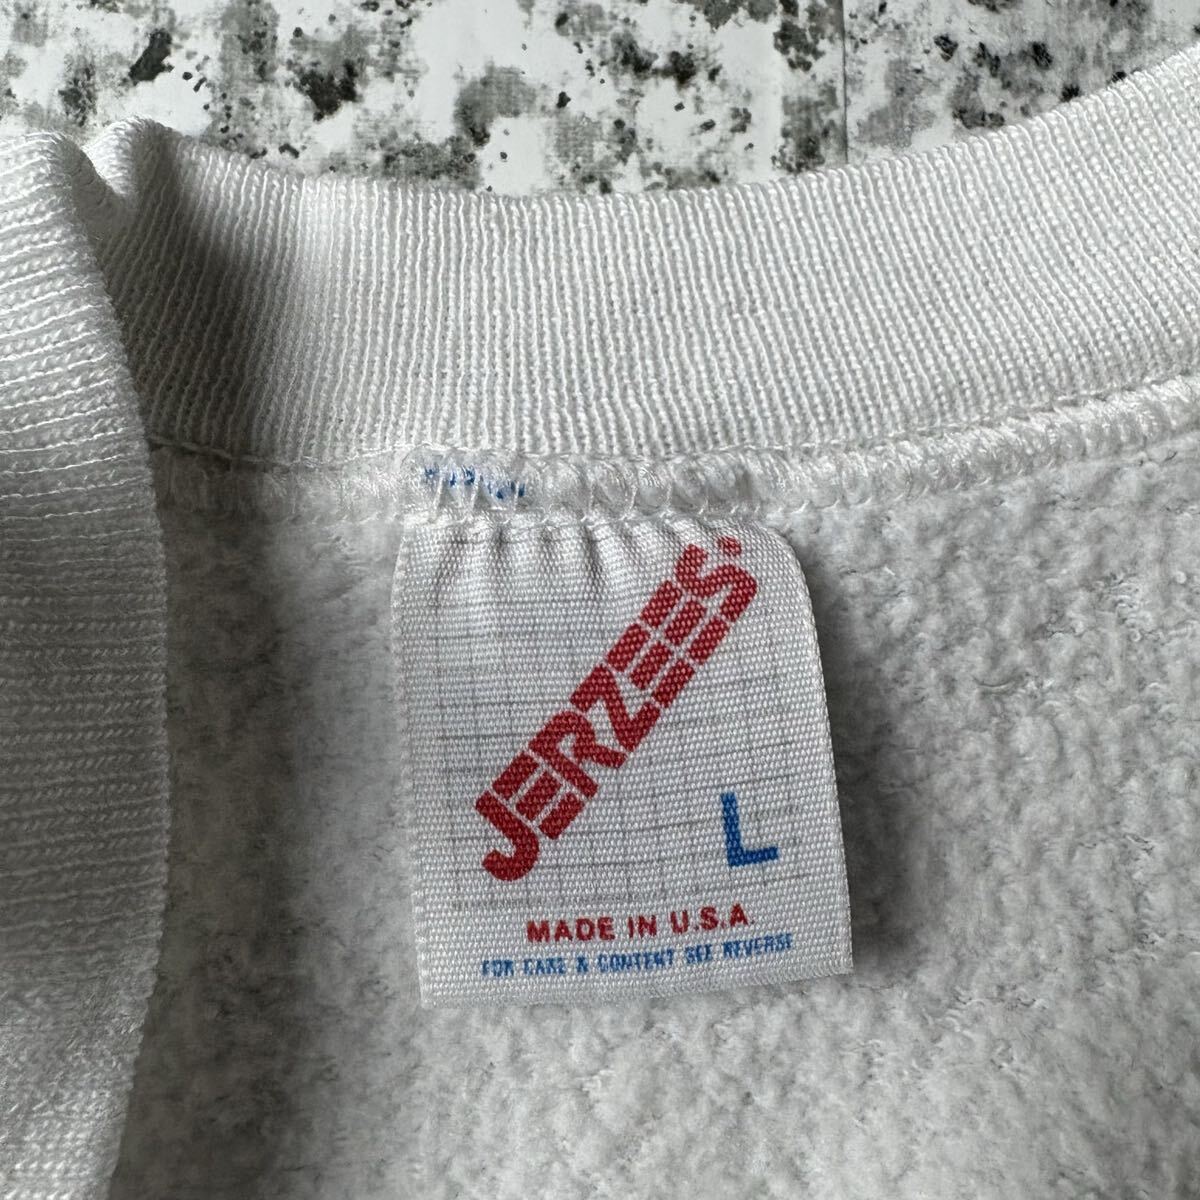 JERZEES
L
MADE IN U.S.A.
FOR CARE & CONTENT SEE REVERSE